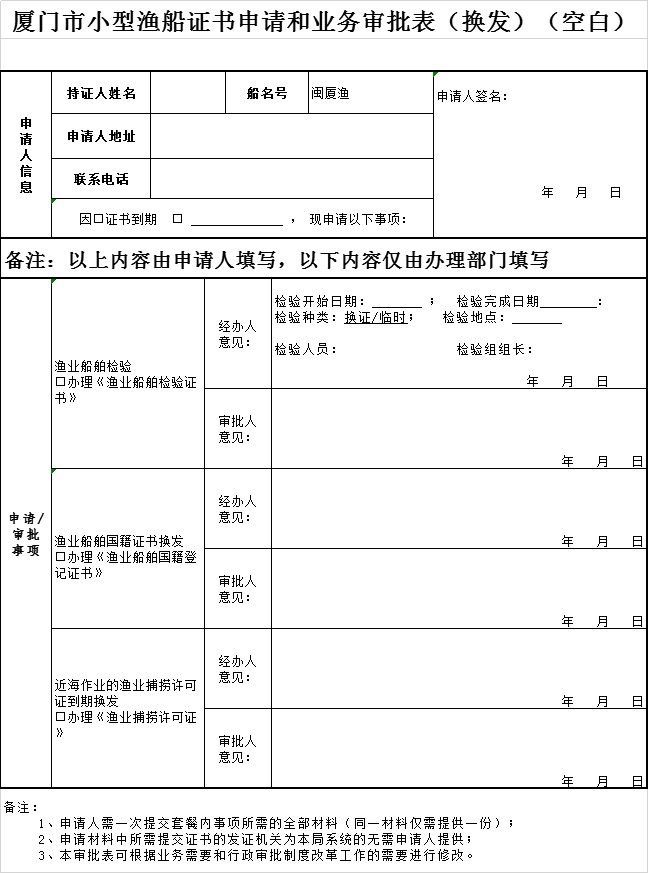 厦门市小型渔船证书申请和业务审批表（换发）（空白）
申请人信息
持证人姓名
船名号
闽厦渔
申请人签名：
年 月 日
申请人地址
联系电话
因□证书到期 □ ____________ ，现申请以下事项：
备注：以上内容由申请人填写，以下内容仅由办理部门填写
申请/
审批
事项
渔业船舶检验
□办理《渔业船舶检验证
书》
经办人
意见：
检验开始日期：______ ； 检验完成日期_______：
检验种类：换证/临时； 检验地点：______
检验人员： 检验组组长：
年 月 日
审批人
意见：
年 月 日
渔业船舶国籍证书换发
□办理《渔业船舶国籍登
记证书》
经办人
意见：
年 月 日
审批人
意见：
年 月 日
近海作业的渔业捕捞许可
证到期换发
□办理《渔业捕捞许可证
》
经办人
意见：
年 月 日
审批人
意见：
年 月 日
备注：
1、申请人需一次提交套餐内事项所需的全部材料（同一材料仅需提供一份）；
2、申请材料中所需提交证书的发证机关为本局系统的无需申请人提供；
3、本审批表可根据业务需要和行政审批制度改革工作的需要进行修改。